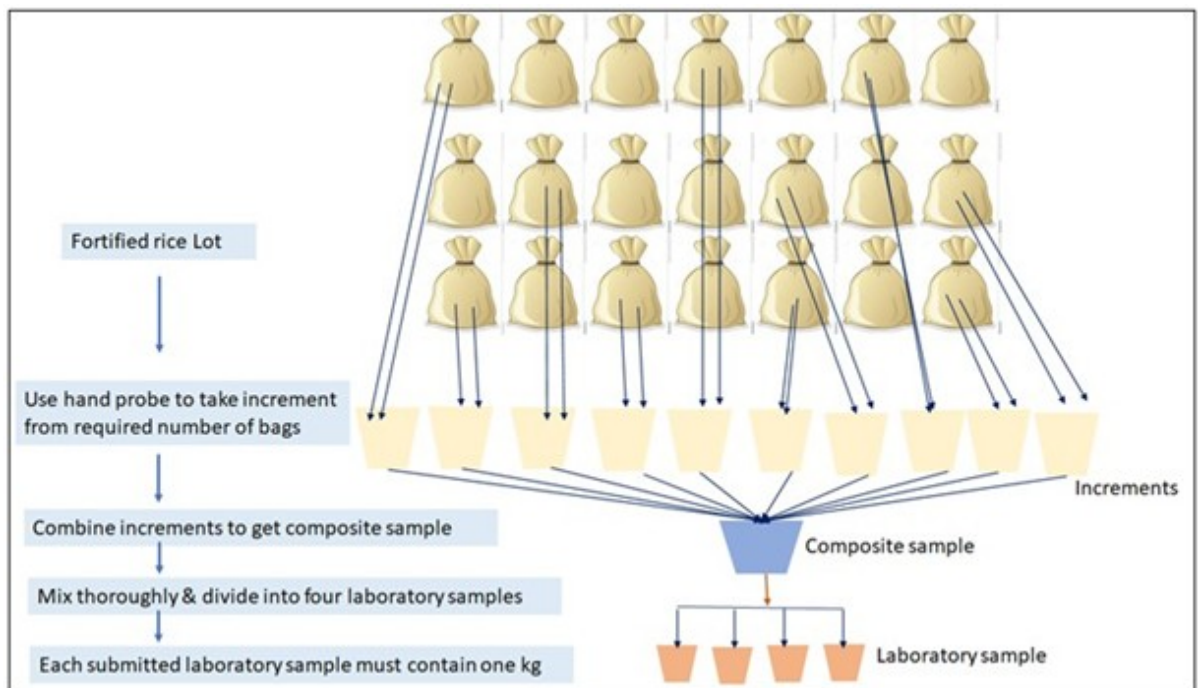 Fortified rice Lot
Use hand probe to take increment
from required number of bags
Increments
Combine increments to get composite sample
Composite sample
Mix thoroughly & divide into four laboratory samples
Each submitted laboratory sample must contain one kg
Laboratory sample